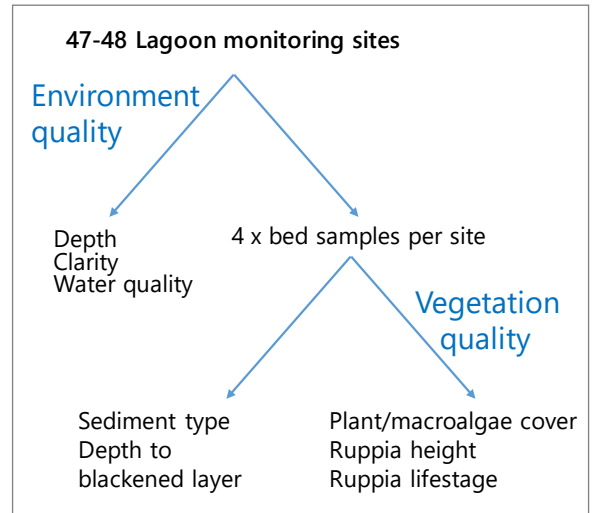 47-48 Lagoon monitoring sites
Environment
quality
Depth
Clarity
Water quality
4 x bed samples per site
Vegetation
quality
Sediment type
Depth to
blackened layer
Plant/macroalgae cover
Ruppia height
Ruppia lifestage